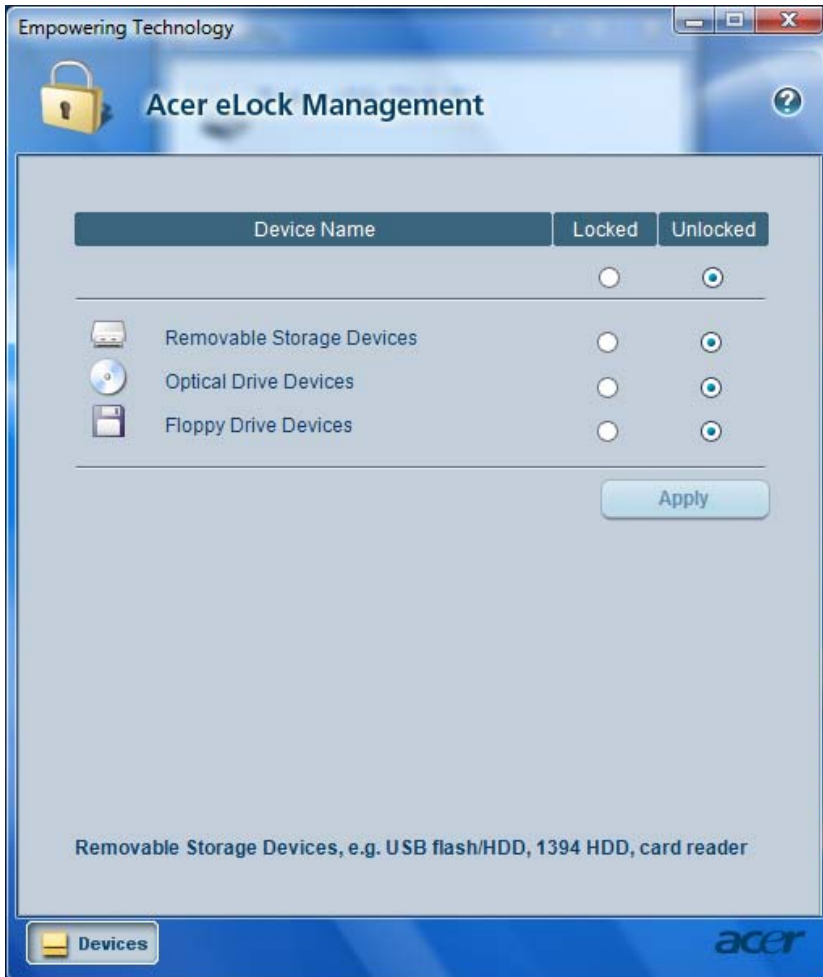 Empowering Technology
Acer eLock Management
Device Name Locked Unlocked
Removable Storage Devices
Optical Drive Devices
Floppy Drive Devices
Apply
Removable Storage Devices, e.g. USB flash/HDD, 1394 HDD, card reader
Devices
acer